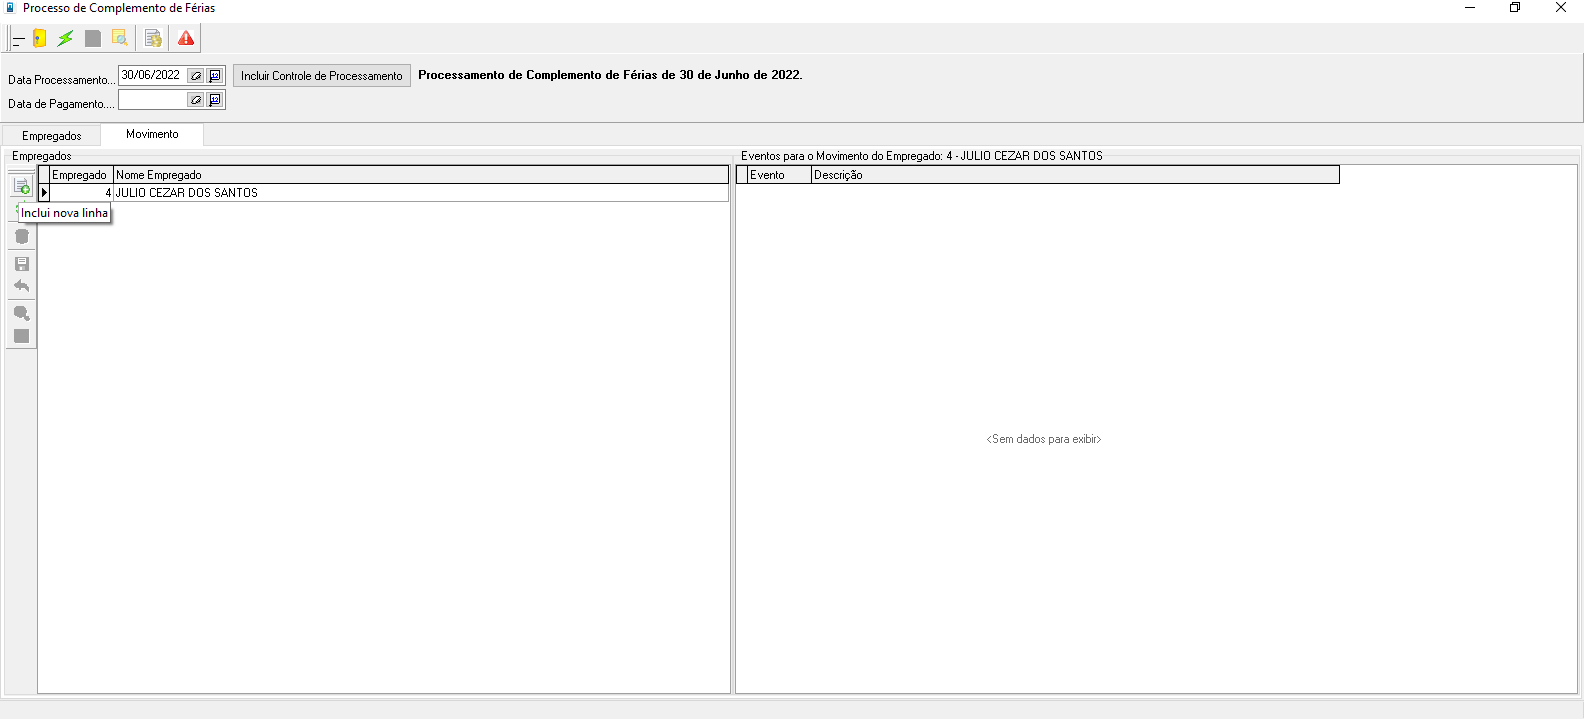 Processo de Complemento de Férias
Data Processamento... 30/06/2022 Incluir Controle de Processamento Processamento de Complemento de Férias de 30 de Junho de 2022.
Data de Pagamento....
Empregados Movimento
Empregados
Empregado Nome Empregado
4 JULIO CEZAR DOS SANTOS
Inclui nova linha
Eventos para o Movimento do Empregado: 4 - JULIO CEZAR DOS SANTOS
Evento Descrição
<Sem dados para exibir>